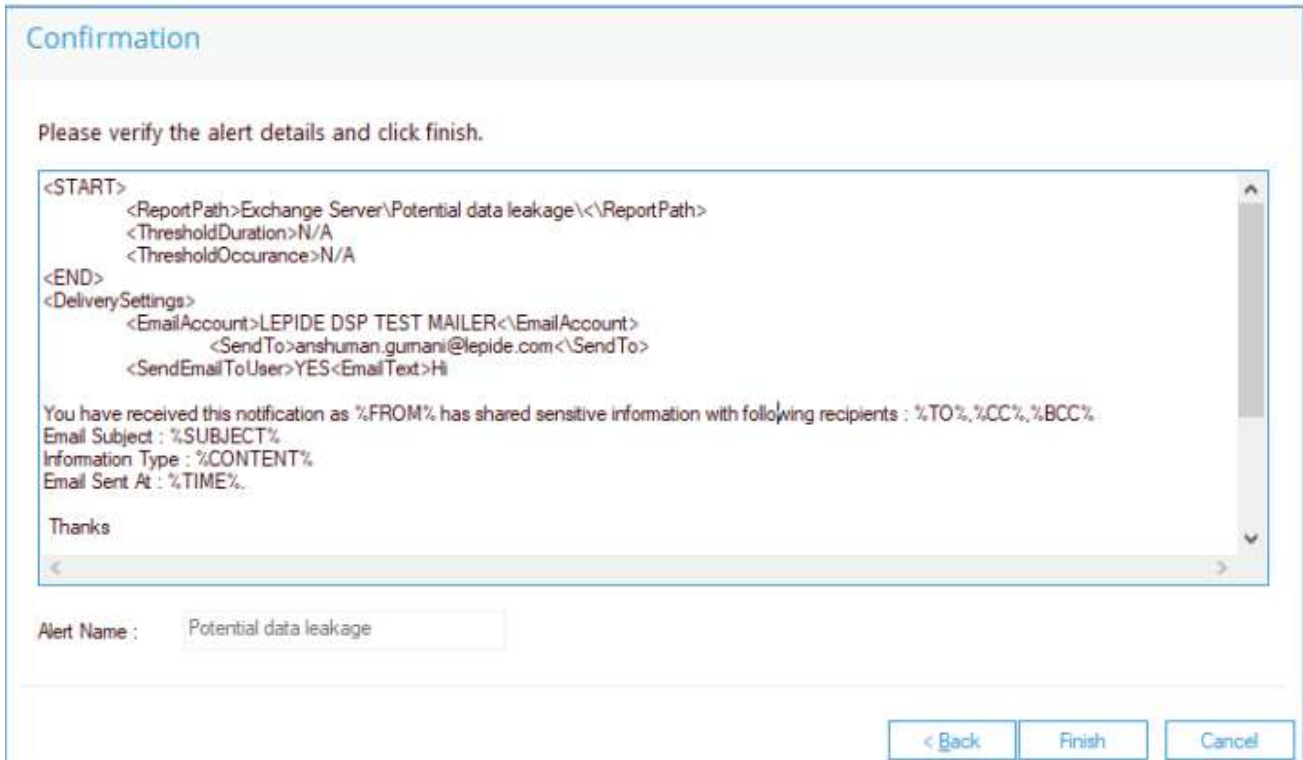 Confirmation
Please verify the alert details and click finish.
<START>
<ReportPath>Exchange Server\Potential data leakage\<\ReportPath>
<ThresholdDuration>N/A
<ThresholdOccurance>N/A
<END>
<DeliverySettings>
<EmailAccount>LEPIDE DSP TEST MAILER<\EmailAccount>
<SendTo>anshuman.gumani@lepide.com<\SendTo>
<SendEmailToUser>YES<EmailText>Hi
You have received this notification as %FROM% has shared sensitive information with following recipients : %TO%,%CC%,%BCC%
Email Subject : %SUBJECT%
Information Type : %CONTENT%
Email Sent At : %TIME%.
Thanks
Alert Name : Potential data leakage
< Back Finish Cancel